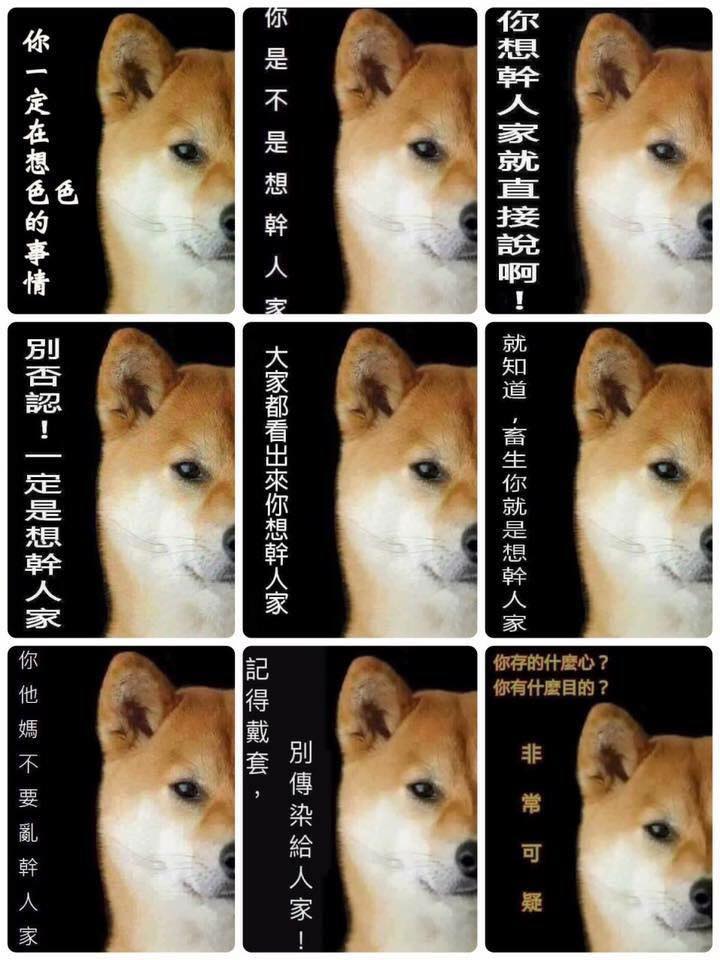 你一定在想色色的事情
你是不是想幹人家
你想幹人家就直接說啊！
別否認！一定是想幹人家
大家都看出來你想幹人家
就知道，畜生你就是想幹人家
你他媽不要亂幹人家
記得戴套，
別傳染給人家！
你存的什麼心？
你有什麼目的？
非常可疑